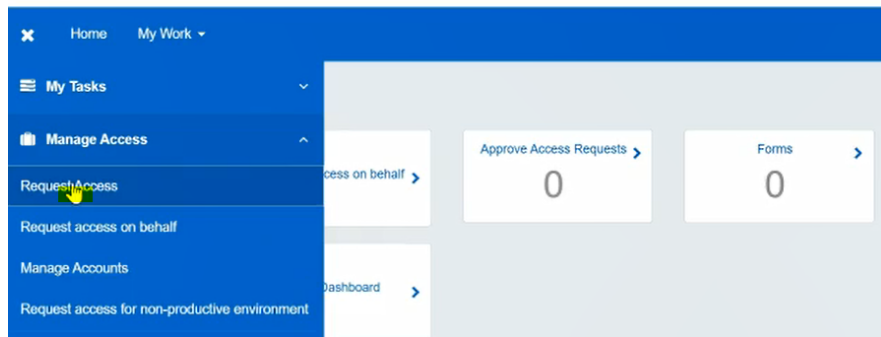 Home My Work
My Tasks
Manage Access
Request Access
Request access on behalf
Manage Accounts
Request access for non-productive environment
cess on behalf
Approve Access Requests
0
Forms
0
Dashboard